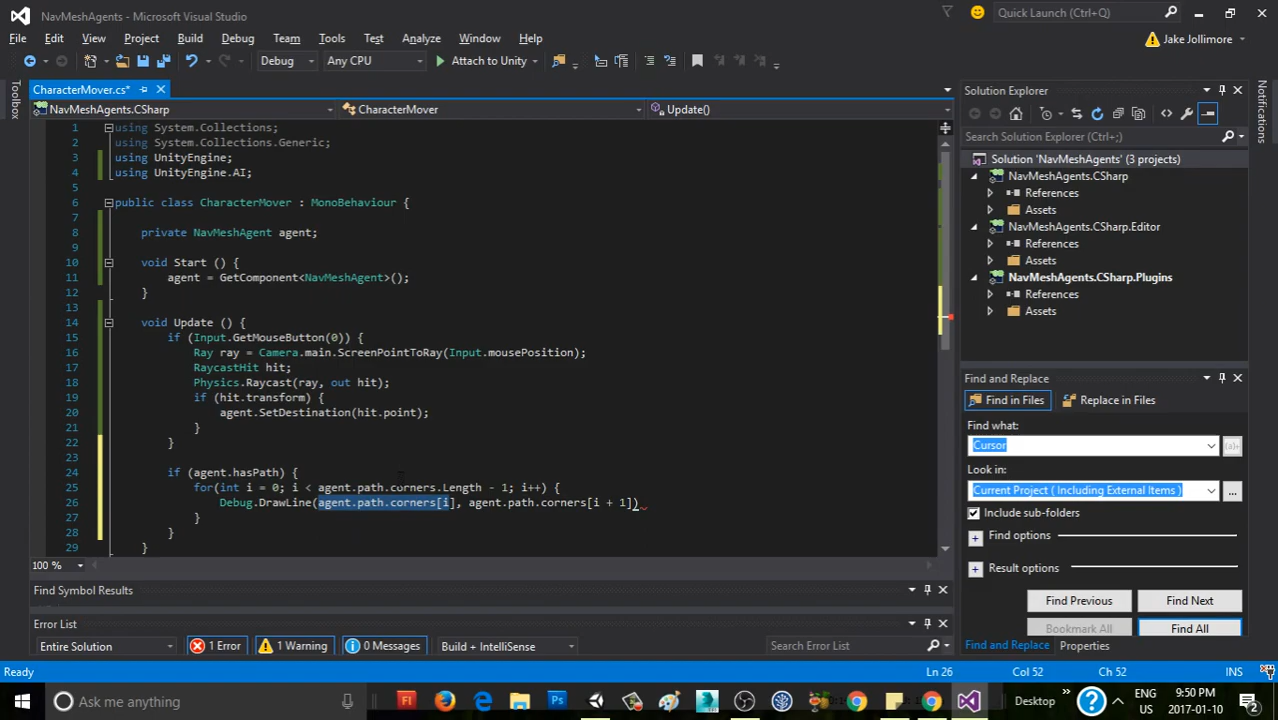 NavMeshAgents - Microsoft Visual Studio
Quick Launch (Ctrl+Q)
File Edit View Project Build Debug Team Tools Test Analyze Window Help
Jake Jollimore
Debug Any CPU Attach to Unity
Toolbox
CharacterMover.cs*
NavMeshAgents.CSharp CharacterMover Update()
1 using System.Collections;
2 using System.Collections.Generic;
3 using UnityEngine;
4 using UnityEngine.AI;
5
6 public class CharacterMover : MonoBehaviour {
7
8 private NavMeshAgent agent;
9
10 void Start () {
11 agent = GetComponent<NavMeshAgent>();
12 }
13
14 void Update () {
15 if (Input.GetMouseButton(0)) {
16 Ray ray = Camera.main.ScreenPointToRay(Input.mousePosition);
17 RaycastHit hit;
18 Physics.Raycast(ray, out hit);
19 if (hit.transform) {
20 agent.SetDestination(hit.point);
21 }
22 }
23
24 if (agent.hasPath) {
25 for(int i = 0; i < agent.path.corners.Length - 1; i++) {
26 Debug.DrawLine(agent.path.corners[i], agent.path.corners[i + 1])
27 }
28 }
29 }
100 %
Find Symbol Results
Error List
Entire Solution 1 Error 1 Warning 0 Messages Build + IntelliSense Search Error List
Solution Explorer
Search Solution Explorer (Ctrl+;)
Solution 'NavMeshAgents' (3 projects)
NavMeshAgents.CSharp
References
Assets
NavMeshAgents.CSharp.Editor
References
Assets
NavMeshAgents.CSharp.Plugins
References
Assets
Notifications
Find and Replace
Find in Files Replace in Files
Find what:
Cursor
Look in:
Current Project ( Including External Items )
...
Include sub-folders
Find options
Result options
Find Previous Find Next
Bookmark All Find All
Find and Replace Properties
Ready Ln 26 Col 52 Ch 52 INS
Ask me anything
Desktop
ENG
CMS
9:50 PM
2017-01-10
2